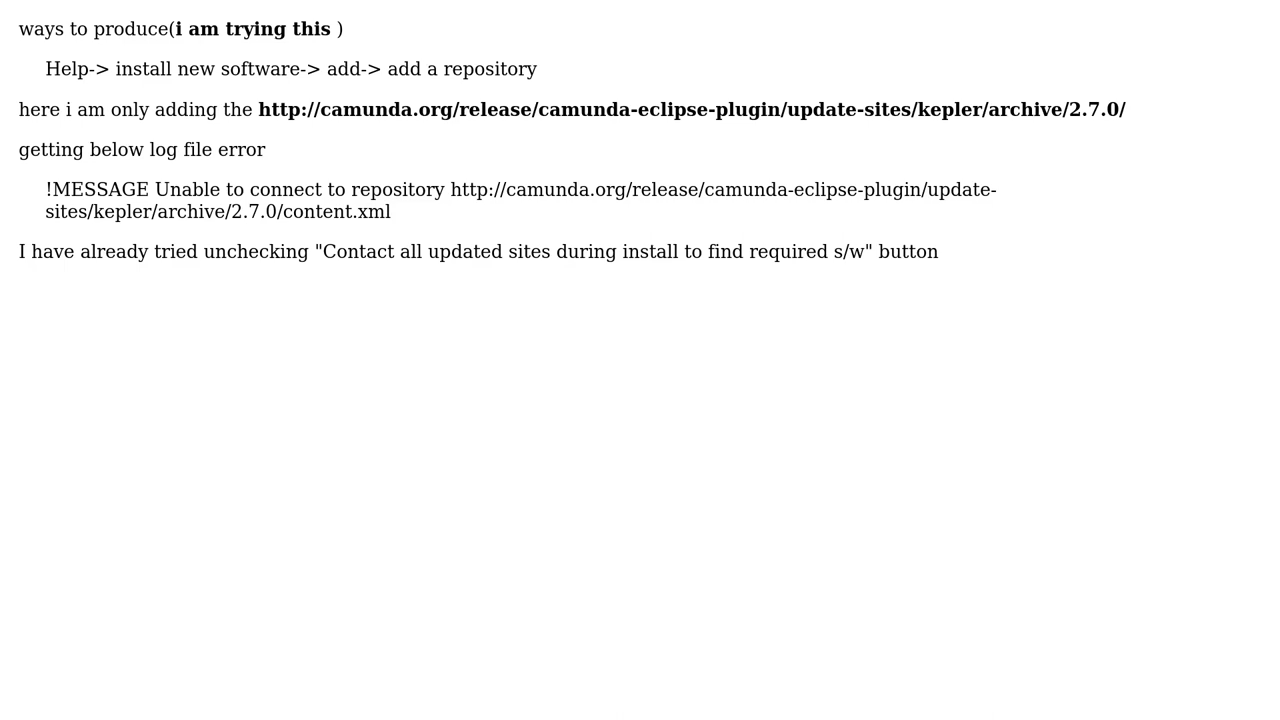 ways to produce(i am trying this )
Help-> install new software-> add-> add a repository
here i am only adding the http://camunda.org/release/camunda-eclipse-plugin/update-sites/kepler/archive/2.7.0/
getting below log file error
!MESSAGE Unable to connect to repository http://camunda.org/release/camunda-eclipse-plugin/update-
sites/kepler/archive/2.7.0/content.xml
I have already tried unchecking "Contact all updated sites during install to find required s/w" button